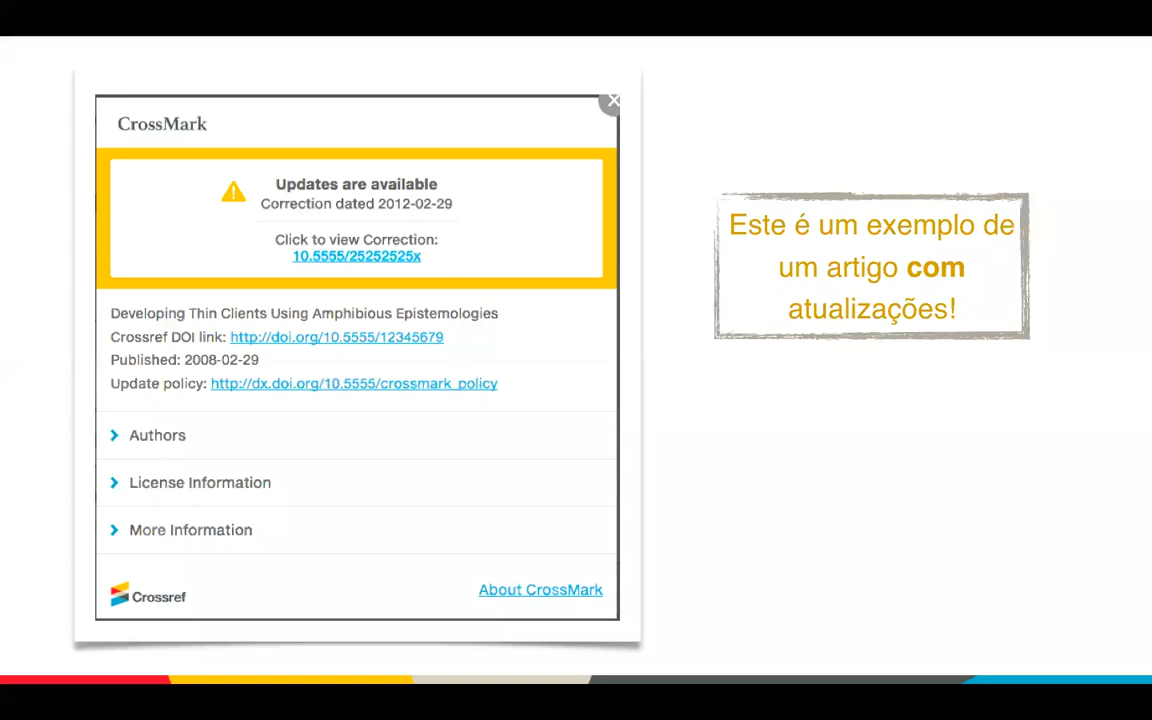 CrossMark
Updates are available
Correction dated 2012-02-29
Click to view Correction:
10.5555/25252525x
Developing Thin Clients Using Amphibious Epistemologies
Crossref DOI link: http://doi.org/10.5555/12345679
Published: 2008-02-29
Update policy: http://dx.doi.org/10.5555/crossmark_policy
Authors
License Information
More Information
Crossref
About CrossMark
Este é um exemplo de
um artigo com
atualizações!